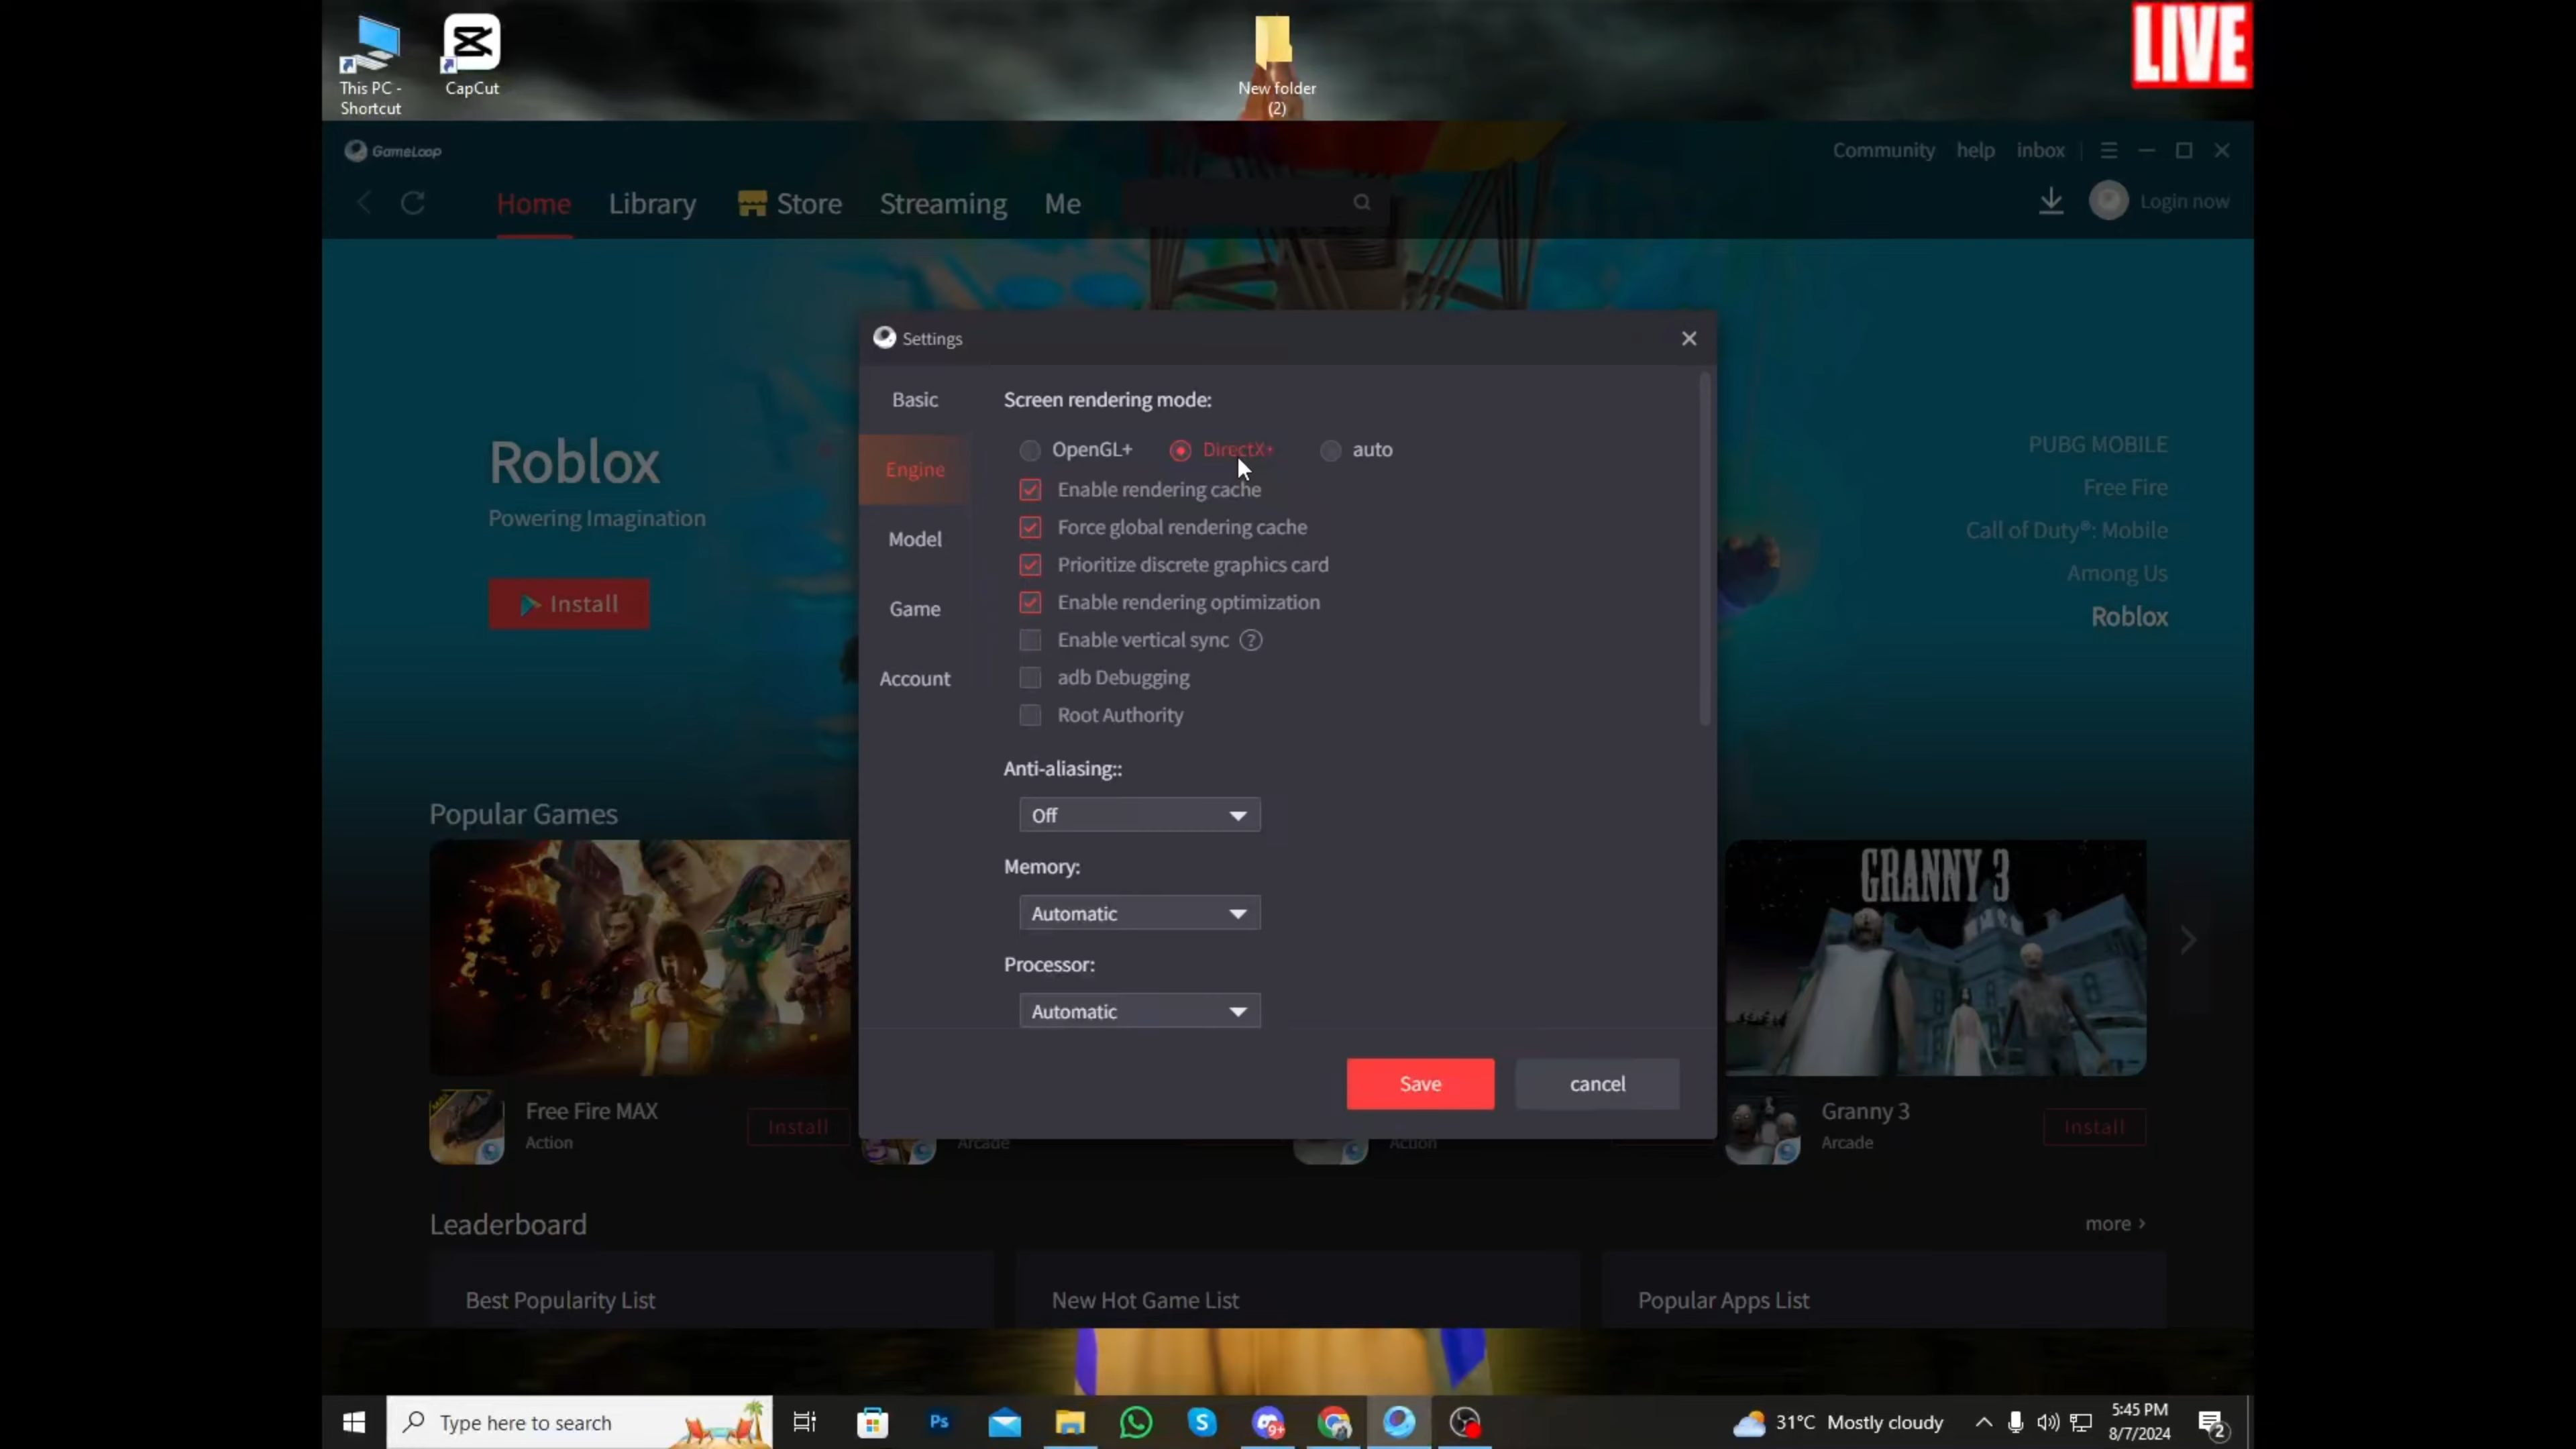 This PC -
Shortcut
CapCut
New folder
(2)
LIVE
GameLoop
Community help inbox
Home Library Store Streaming Me
Login now
Roblox
Powering Imagination
Install
PUBG MOBILE
Free Fire
Call of Duty®: Mobile
Among Us
Roblox
Settings
Basic
Engine
Model
Game
Account
Screen rendering mode:
OpenGL+ DirectX+ auto
Enable rendering cache
Force global rendering cache
Prioritize discrete graphics card
Enable rendering optimization
Enable vertical sync ?
adb Debugging
Root Authority
Anti-aliasing::
Off
Memory:
Automatic
Processor:
Automatic
Save cancel
Popular Games
GRANNY 3
Free Fire MAX
Action
Install
Arcade
Action
Granny 3
Arcade
Install
Leaderboard
more >
Best Popularity List
New Hot Game List
Popular Apps List
Type here to search
Ps
9+
31°C Mostly cloudy
5:45 PM
8/7/2024
2